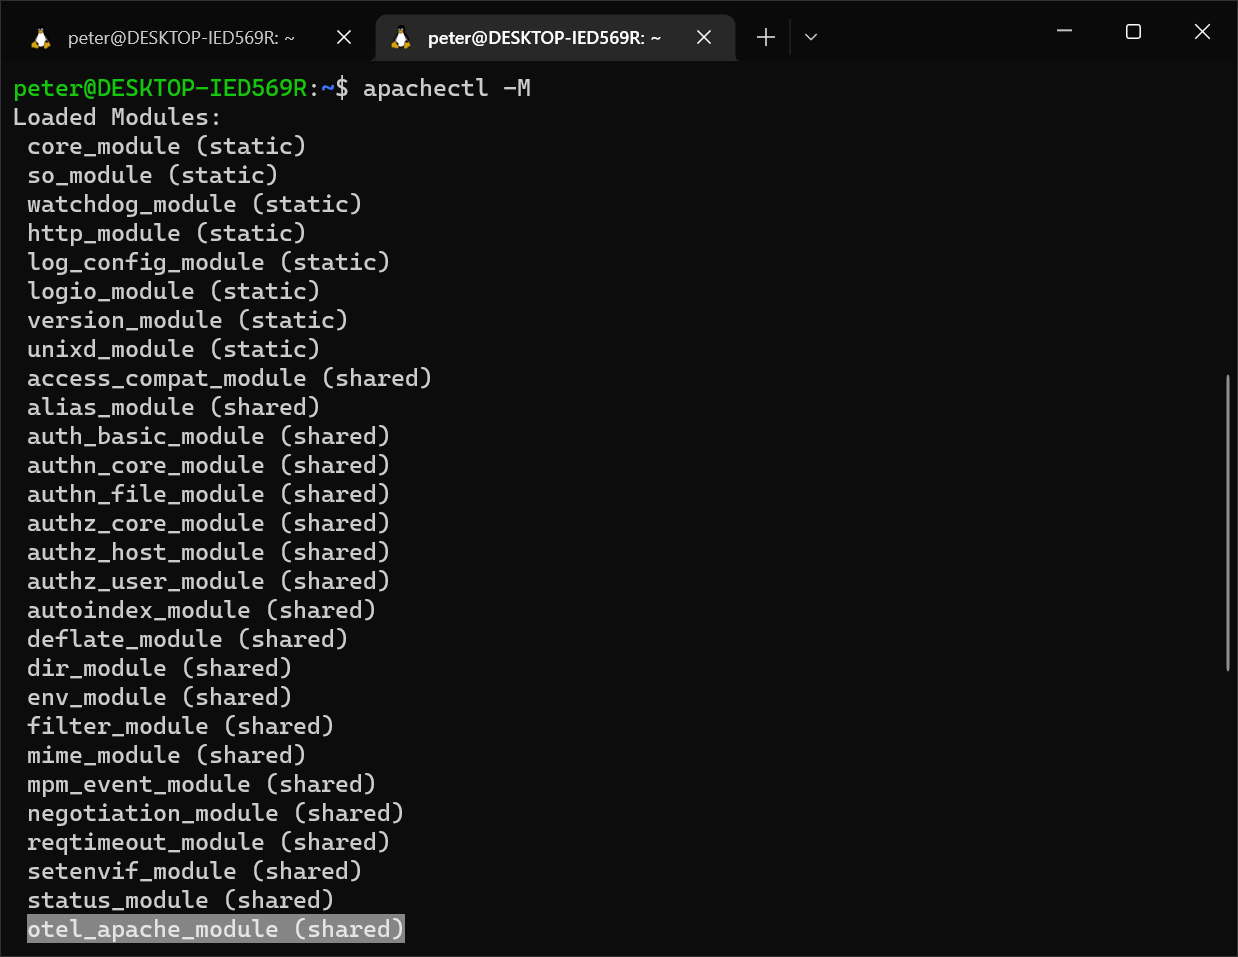 peter@DESKTOP-IED569R: ~
peter@DESKTOP-IED569R: ~
peter@DESKTOP-IED569R:~$ apachectl -M
Loaded Modules:
core_module (static)
so_module (static)
watchdog_module (static)
http_module (static)
log_config_module (static)
logio_module (static)
version_module (static)
unixd_module (static)
access_compat_module (shared)
alias_module (shared)
auth_basic_module (shared)
authn_core_module (shared)
authn_file_module (shared)
authz_core_module (shared)
authz_host_module (shared)
authz_user_module (shared)
autoindex_module (shared)
deflate_module (shared)
dir_module (shared)
env_module (shared)
filter_module (shared)
mime_module (shared)
mpm_event_module (shared)
negotiation_module (shared)
reqtimeout_module (shared)
setenvif_module (shared)
status_module (shared)
otel_apache_module (shared)